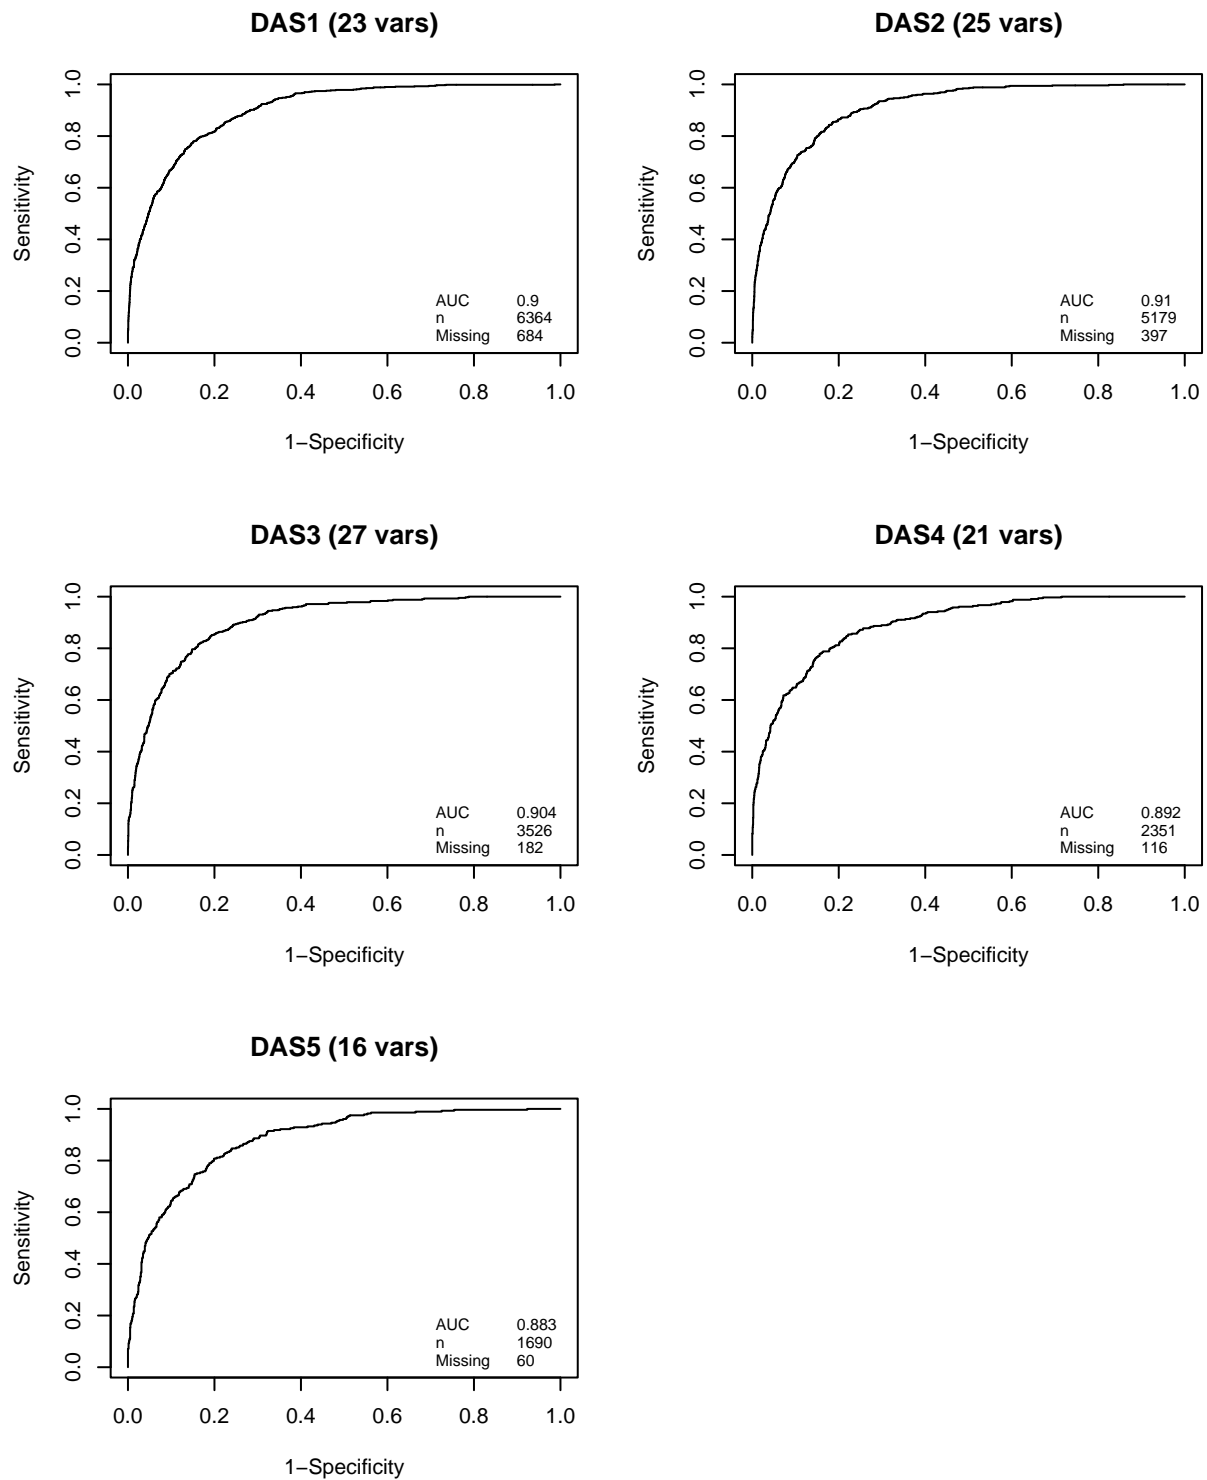 DAS1 (23 vars)
Sensitivity
0.0 0.2 0.4 0.6 0.8 1.0
AUC 0.9
n 6364
Missing 684
0.0 0.2 0.4 0.6 0.8 1.0
1−Specificity
DAS2 (25 vars)
Sensitivity
0.0 0.2 0.4 0.6 0.8 1.0
AUC 0.91
n 5179
Missing 397
0.0 0.2 0.4 0.6 0.8 1.0
1−Specificity
DAS3 (27 vars)
Sensitivity
0.0 0.2 0.4 0.6 0.8 1.0
AUC 0.904
n 3526
Missing 182
0.0 0.2 0.4 0.6 0.8 1.0
1−Specificity
DAS4 (21 vars)
Sensitivity
0.0 0.2 0.4 0.6 0.8 1.0
AUC 0.892
n 2351
Missing 116
0.0 0.2 0.4 0.6 0.8 1.0
1−Specificity
DAS5 (16 vars)
Sensitivity
0.0 0.2 0.4 0.6 0.8 1.0
AUC 0.883
n 1690
Missing 60
0.0 0.2 0.4 0.6 0.8 1.0
1−Specificity